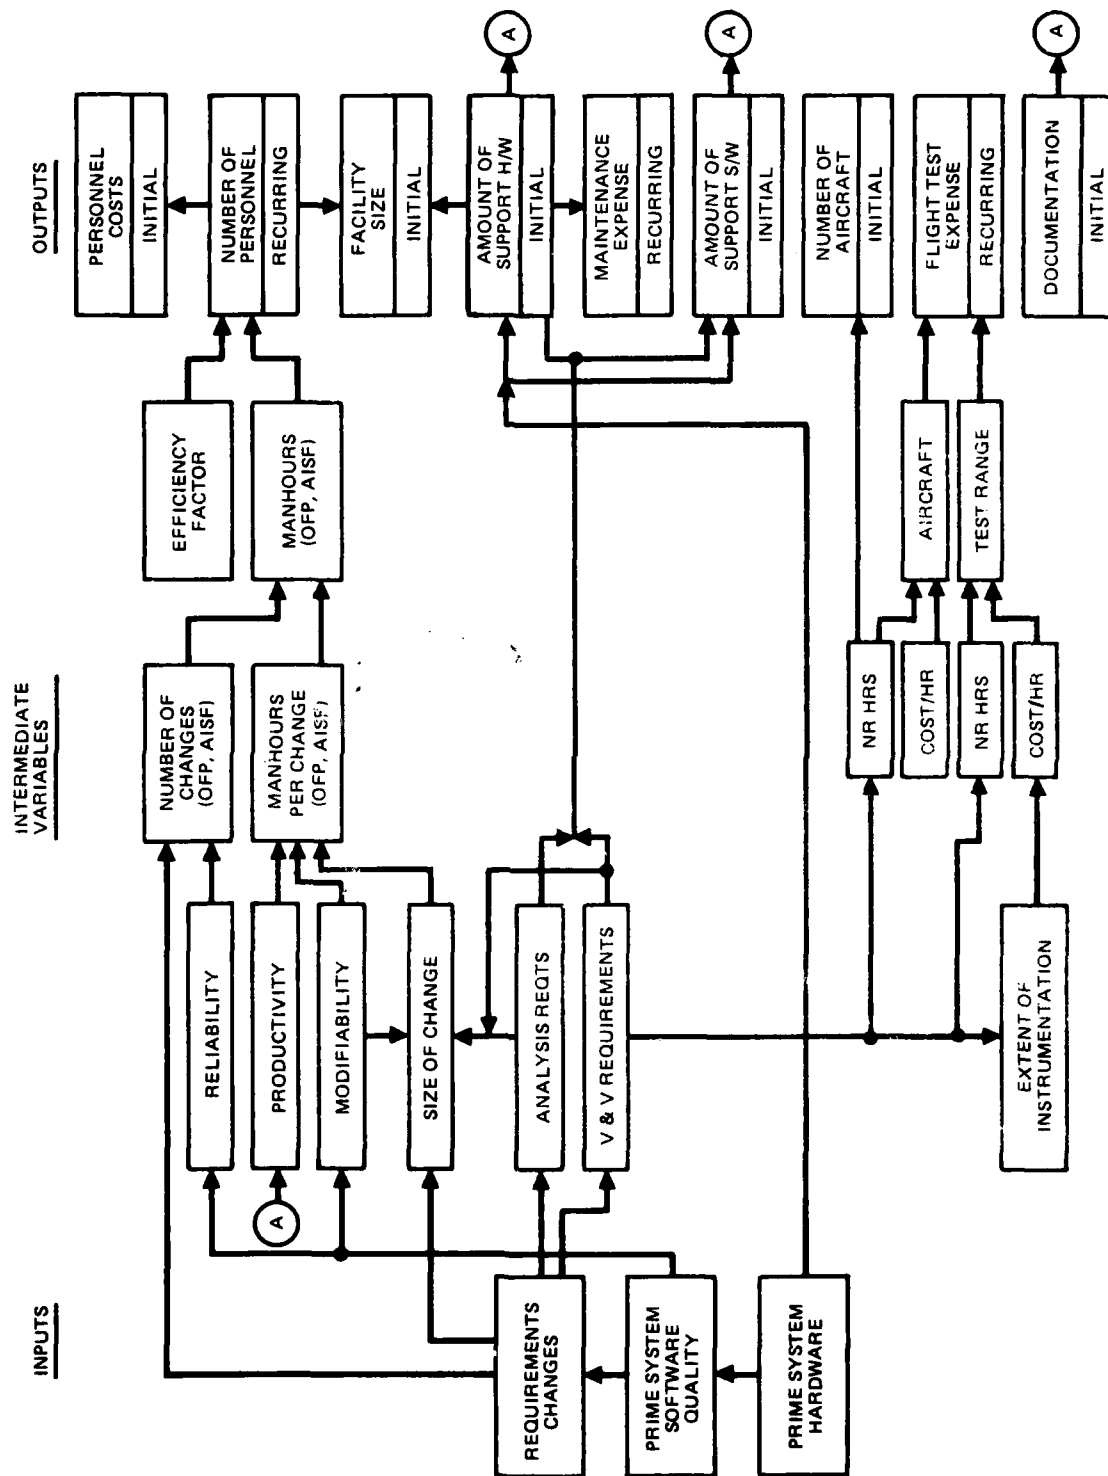 INPUTS
INTERMEDIATE
VARIABLES
OUTPUTS
REQUIREMENTS
CHANGES
PRIME SYSTEM
SOFTWARE
QUALITY
PRIME SYSTEM
HARDWARE
RELIABILITY
A
PRODUCTIVITY
MODIFIABILITY
SIZE OF CHANGE
ANALYSIS REQTS
V & V REQUIREMENTS
EXTENT OF
INSTRUMENTATION
NUMBER OF
CHANGES
(OFP, AISF)
MANHOURS
PER CHANGE
(OFP, AISF)
NR HRS
COST/HR
NR HRS
COST/HR
EFFICIENCY
FACTOR
MANHOURS
(OFP, AISF)
AIRCRAFT
TEST RANGE
PERSONNEL
COSTS
INITIAL
NUMBER OF
PERSONNEL
RECURRING
FACILITY
SIZE
INITIAL
AMOUNT OF
SUPPORT H/W
INITIAL
A
MAINTENANCE
EXPENSE
RECURRING
AMOUNT OF
SUPPORT S/W
INITIAL
A
NUMBER OF
AIRCRAFT
INITIAL
FLIGHT TEST
EXPENSE
RECURRING
DOCUMENTATION
INITIAL
A